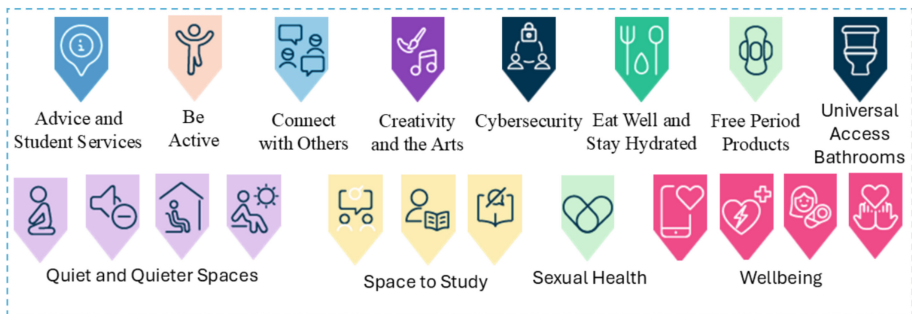 Advice and
Student Services
Be
Active
Connect
with Others
Creativity
and the Arts
Cybersecurity
Eat Well and
Stay Hydrated
Free Period
Products
Universal
Access
Bathrooms
Quiet and Quieter Spaces
Space to Study
Sexual Health
Wellbeing